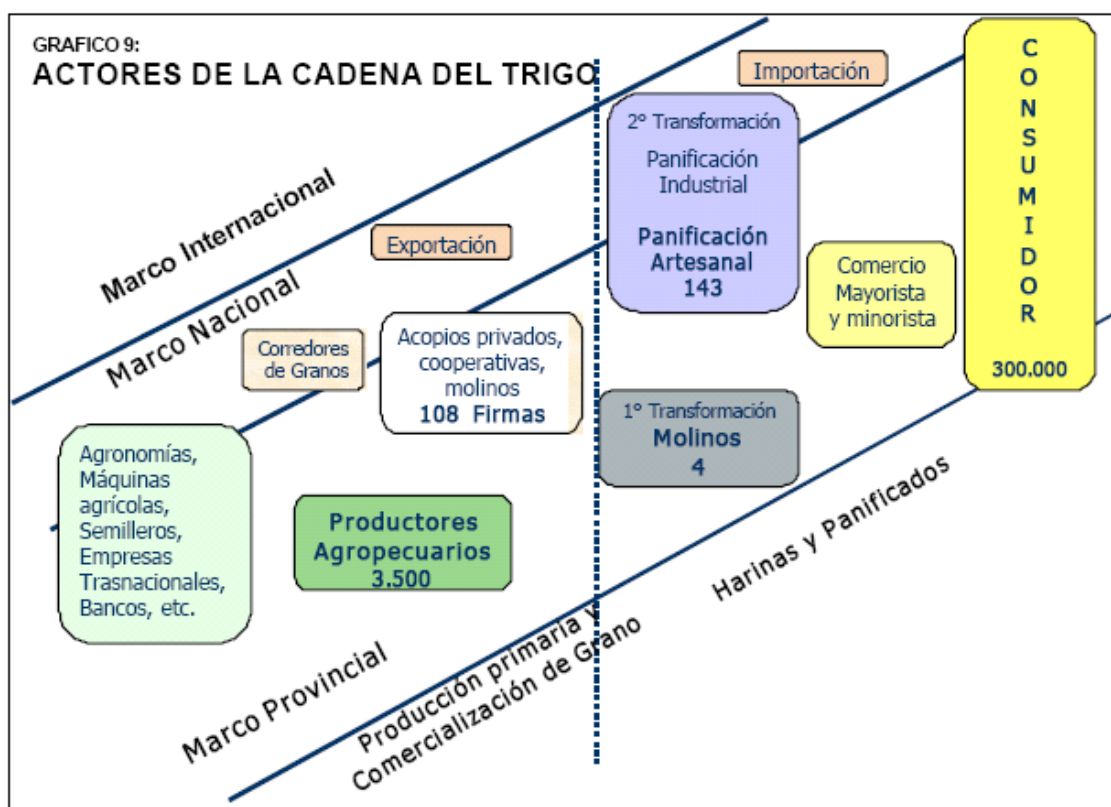 GRAFICO 9:
ACTORES DE LA CADENA DEL TRIGO
Marco Internacional
Marco Nacional
Marco Provincial
Agronomías,
Máquinas
agrícolas,
Semilleros,
Empresas
Trasnacionales,
Bancos, etc.
Corredores
de Granos
Exportación
Acopios privados,
cooperativas,
molinos
108 Firmas
Productores
Agropecuarios
3.500
Producción primaria y
Comercialización de Grano
Importación
2° Transformación
Panificación
Industrial
Panificación
Artesanal
143
1° Transformación
Molinos
4
Comercio
Mayorista
y minorista
Harinas y Panificados
C
O
N
S
U
M
I
D
O
R
300.000